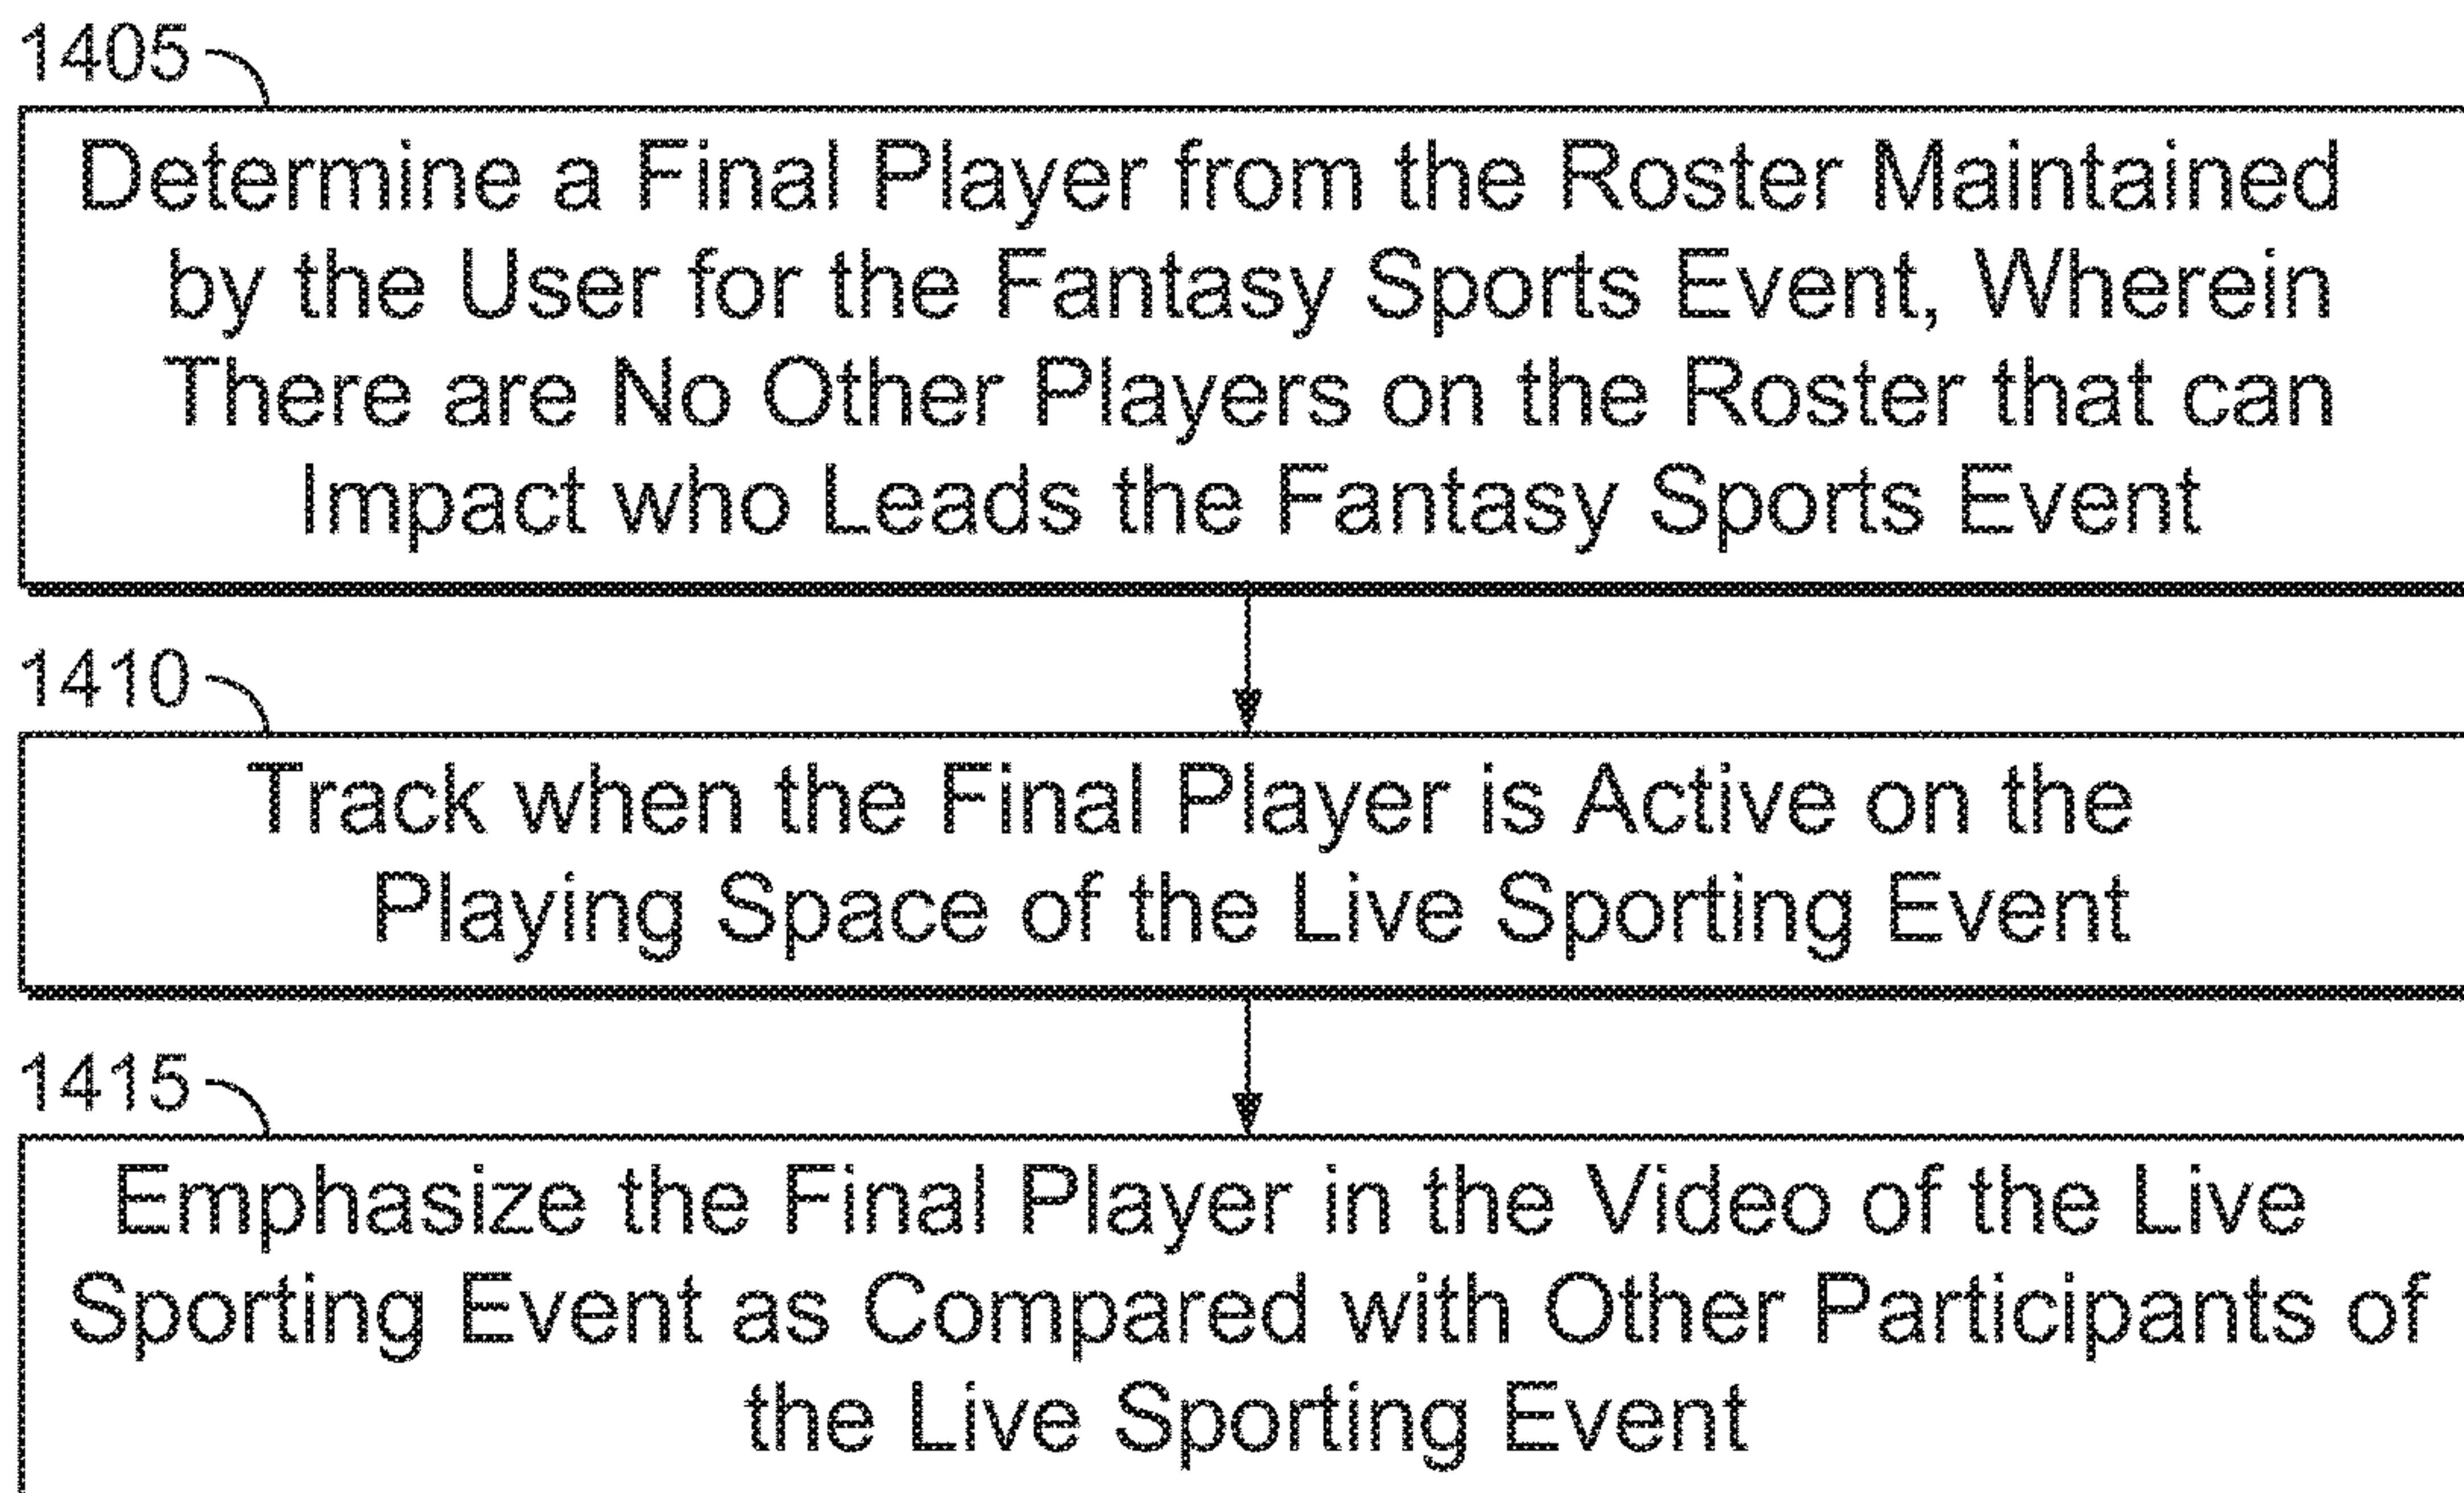 1405
Determine a Final Player from the Roster Maintained
by the User for the Fantasy Sports Event, Wherein
There are No Other Players on the Roster that can
Impact who Leads the Fantasy Sports Event
1410
Track when the Final Player is Active on the
Playing Space of the Live Sporting Event
1415
Emphasize the Final Player in the Video of the Live
Sporting Event as Compared with Other Participants of
the Live Sporting Event